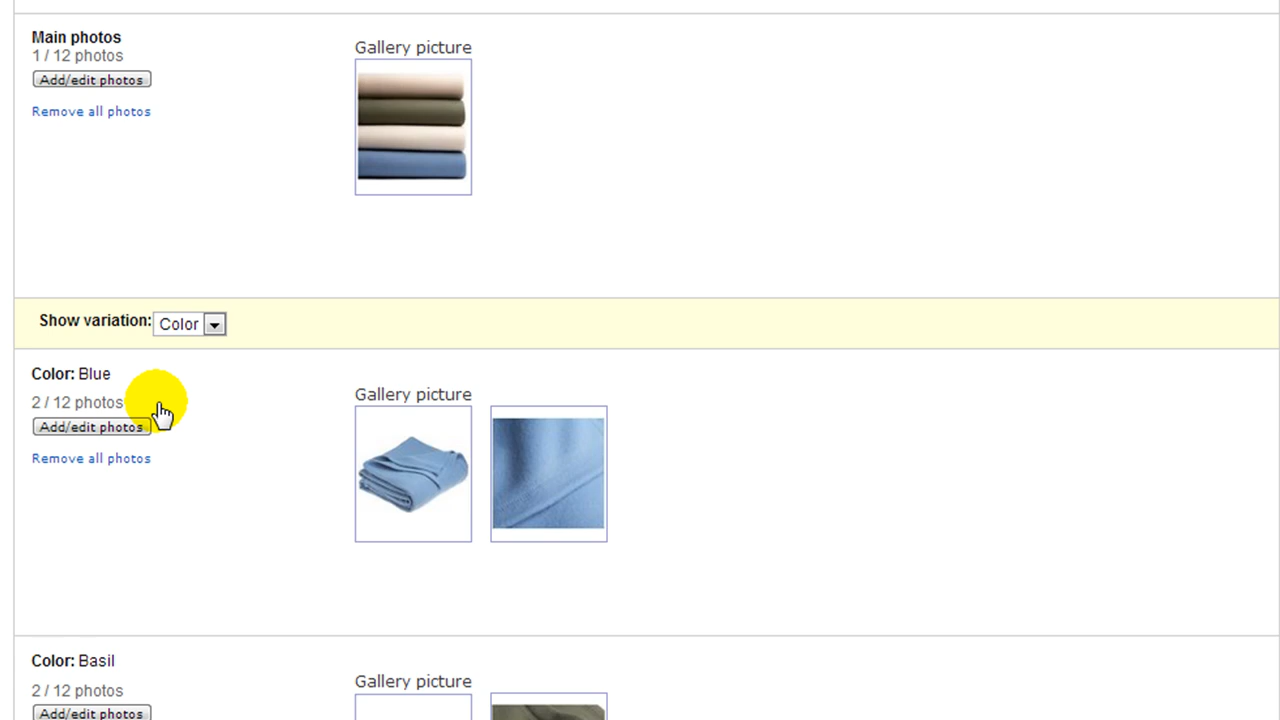 Main photos
1 / 12 photos
Add/edit photos
Remove all photos
Gallery picture
Show variation: Color
Color: Blue
2 / 12 photos
Add/edit photos
Remove all photos
Gallery picture
Color: Basil
2 / 12 photos
Add/edit photos
Gallery picture